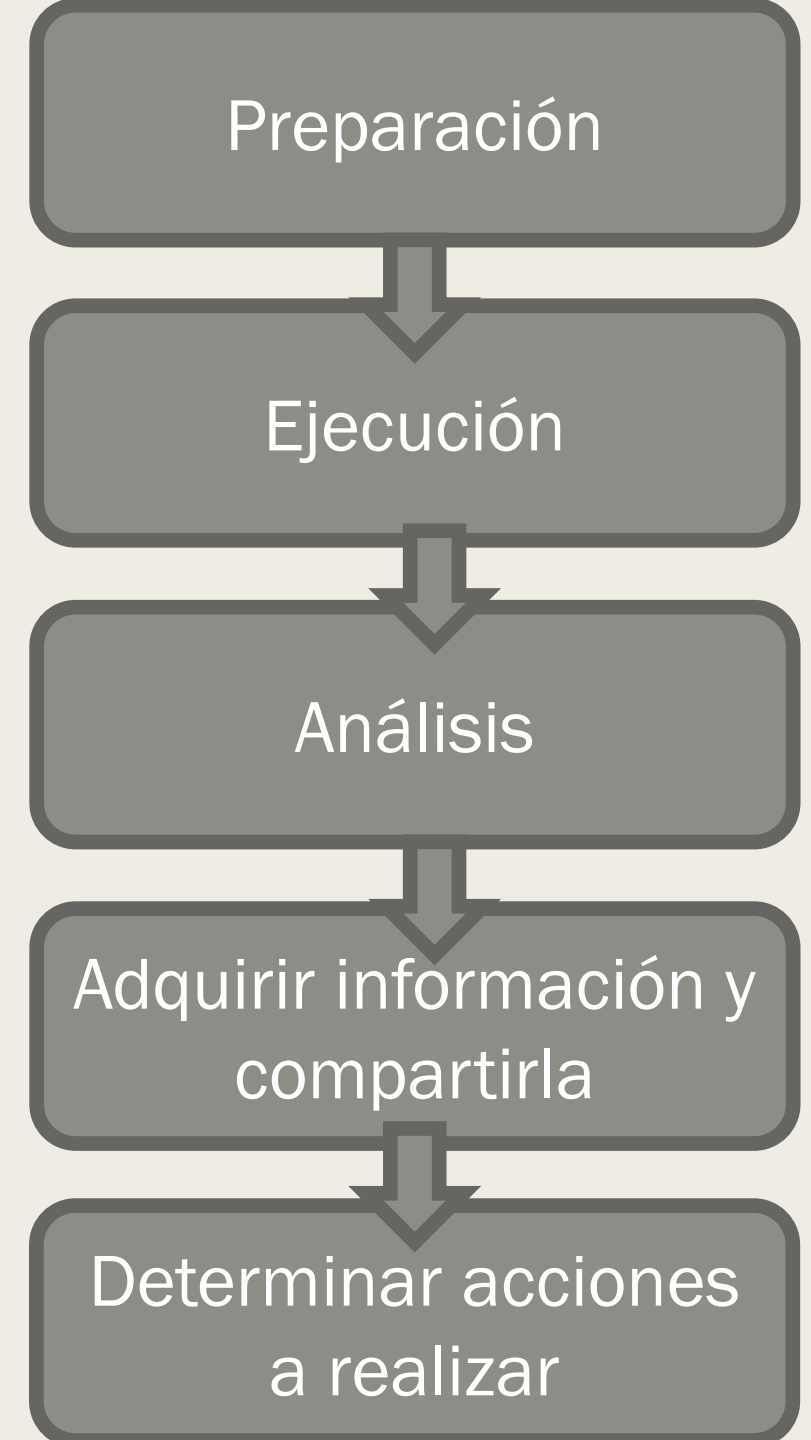 Preparación
Ejecución
Análisis
Adquirir información y
compartirla
Determinar acciones
a realizar